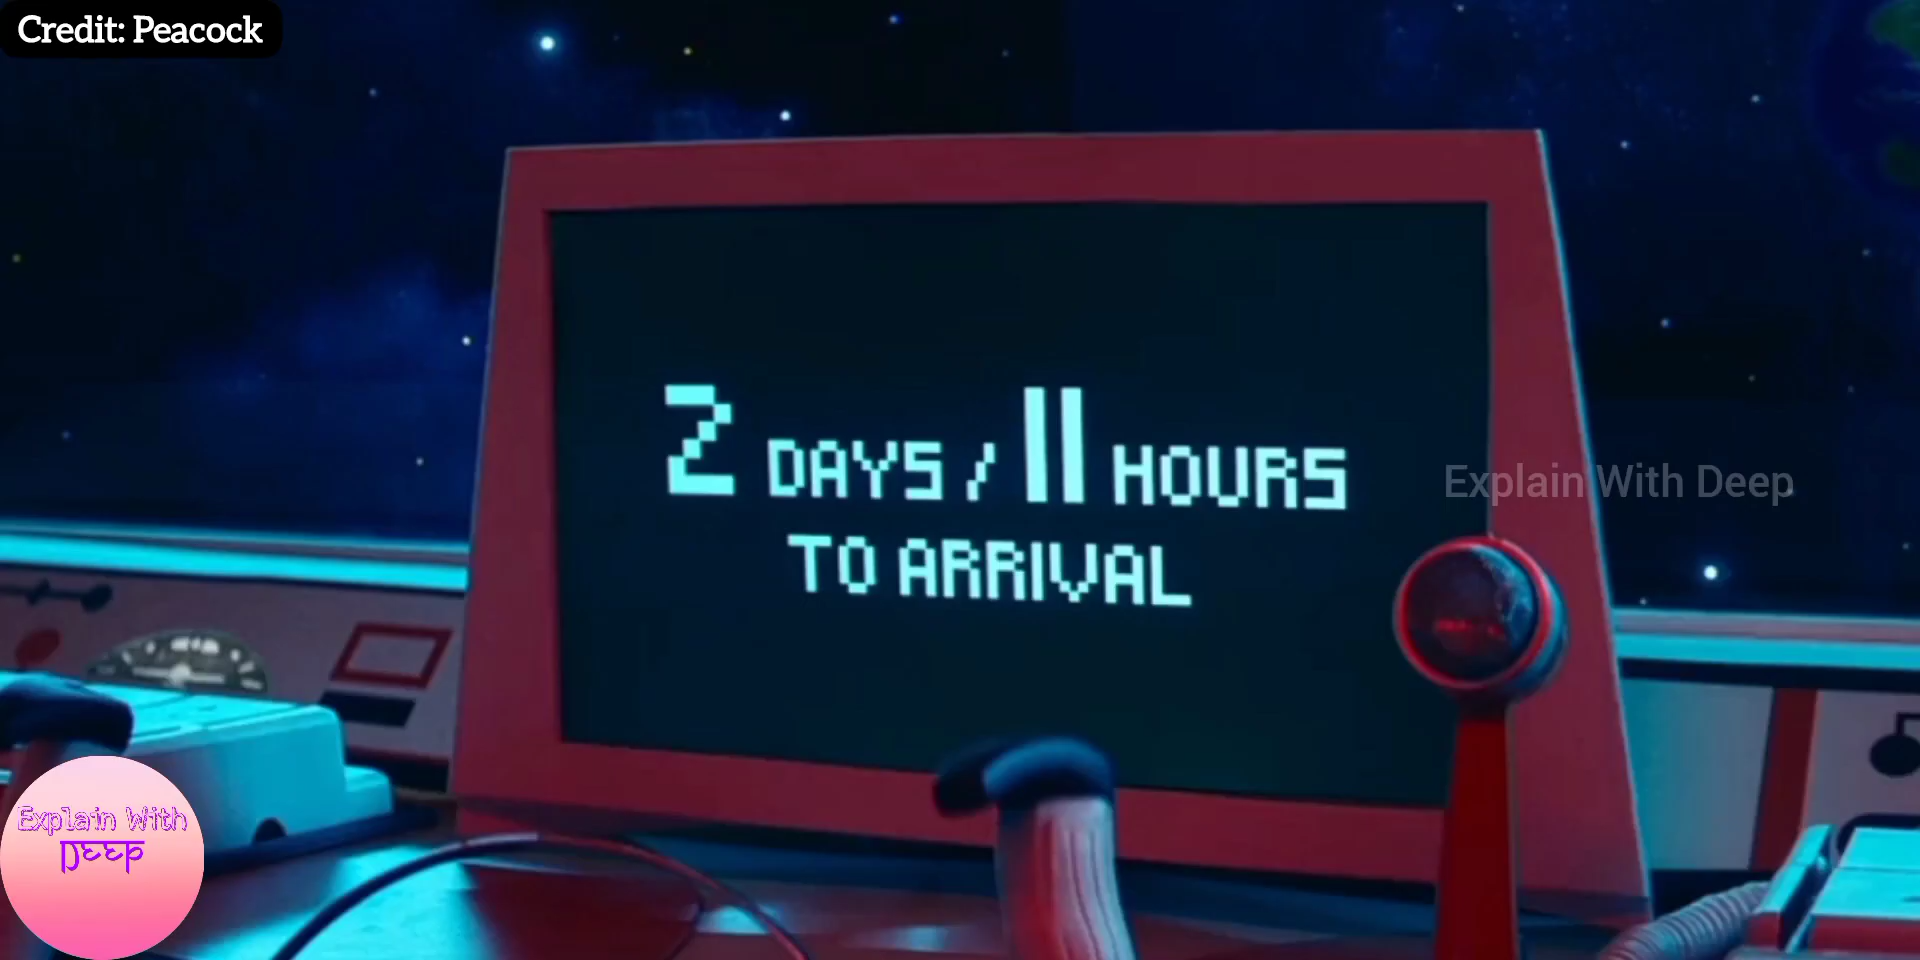 Credit: Peacock
2 DAYS / 11 HOURS
TO ARRIVAL
Explain With Deep
Explain With
DEEP